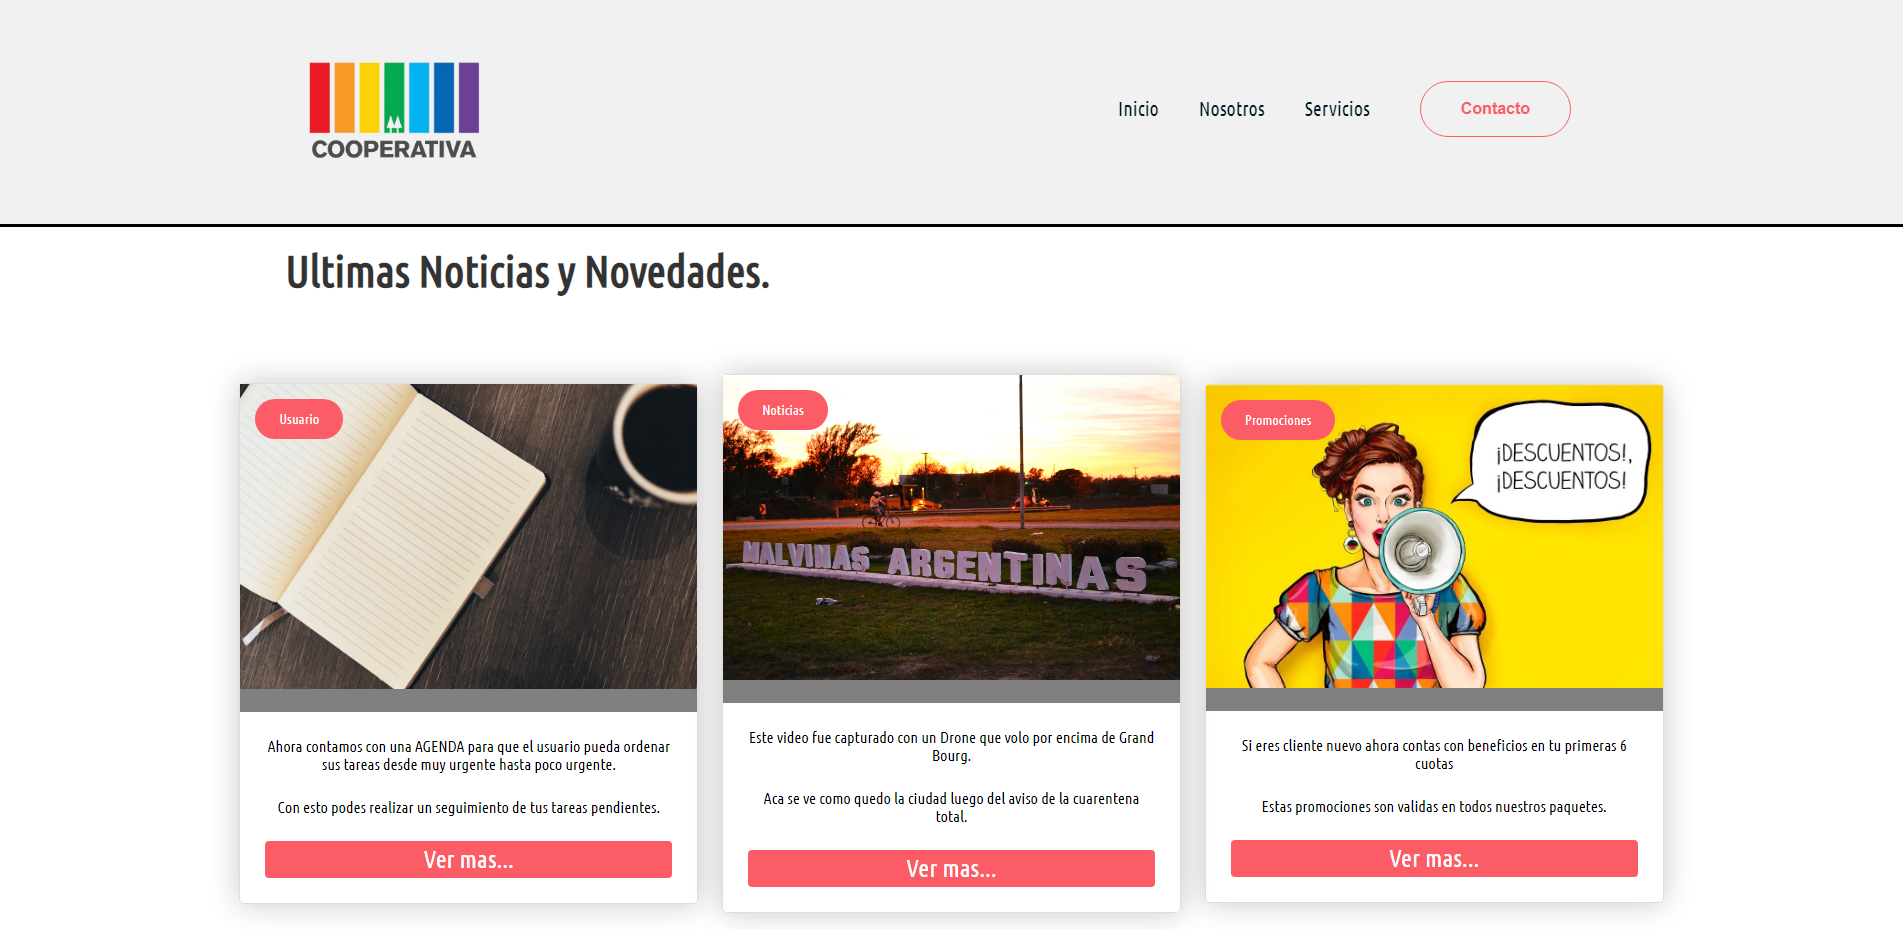 COOPERATIVA
Inicio
Nosotros
Servicios
Contacto
Ultimas Noticias y Novedades.
Usuario
Ahora contamos con una AGENDA para que el usuario pueda ordenar
sus tareas desde muy urgente hasta poco urgente.
Con esto podes realizar un seguimiento de tus tareas pendientes.
Ver mas...
Noticias
MALVINAS ARGENTINAS
Este video fue capturado con un Drone que volo por encima de Grand
Bourg.
Aca se ve como quedo la ciudad luego del aviso de la cuarentena
total.
Ver mas...
Promociones
¡DESCUENTOS!,
¡DESCUENTOS!
Si eres cliente nuevo ahora contas con beneficios en tu primeras 6
cuotas
Estas promociones son validas en todos nuestros paquetes.
Ver mas...